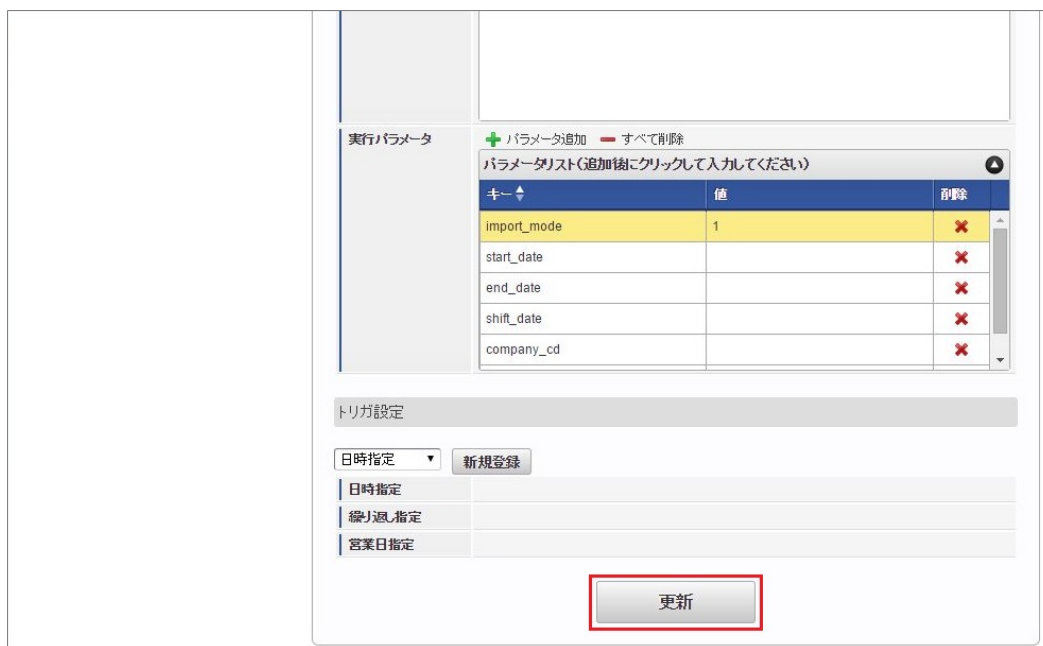 実行パラメータ
パラメータ追加 すべて削除
パラメータリスト(追加後にクリックして入力してください)
キー 値 削除
import_mode 1
start_date
end_date
shift_date
company_cd
トリガ設定
日時指定 新規登録
日時指定
繰り返し指定
営業日指定
更新